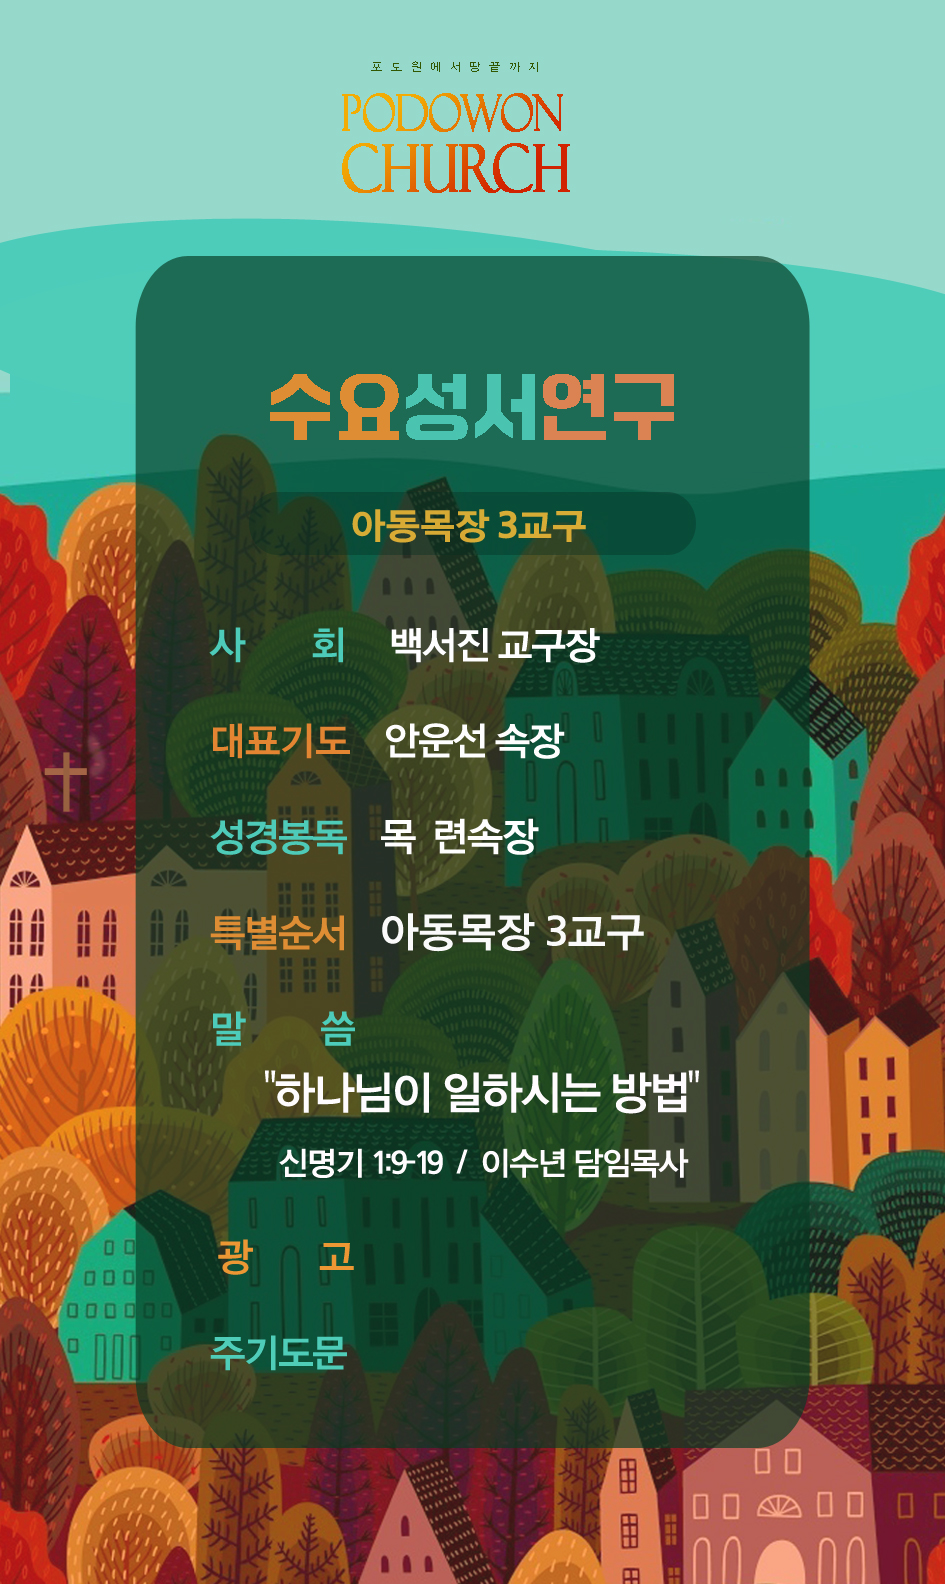 포도원에서땅끝까지
PODOWON
CHURCH
수요성서연구
아동목장 3교구
사 회 백서진 교구장
대표기도 안운선 속장
성경봉독 목 련속장
특별순서 아동목장 3교구
말 씀
"하나님이 일하시는 방법"
신명기 1:9-19 / 이수년 담임목사
광 고
주기도문